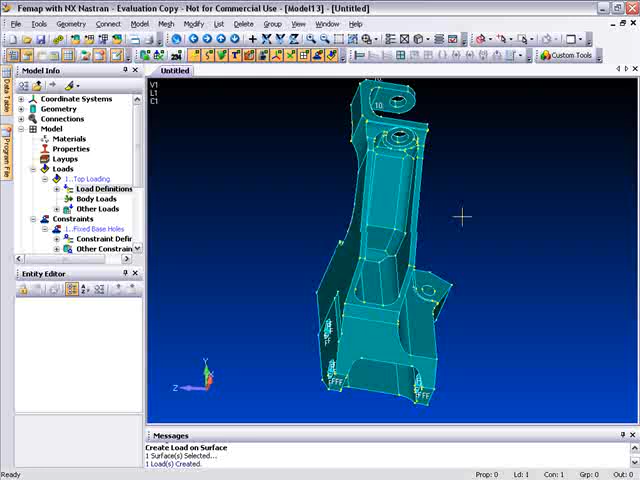 Femap with NX Nastran - Evaluation Copy - Not for Commercial Use - [Model13] - [Untitled]
File Tools Geometry Connect Model Mesh Modify List Delete Group View Window Help
Custom Tools
Model Info
Untitled
Coordinate Systems
Geometry
Connections
Model
Materials
Properties
Layups
Loads
1..Top Loading
Load Definitions
Body Loads
Other Loads
Constraints
1..Fixed Base Holes
Constraint Defir
Other Constrain
Entity Editor
Data Table
Program File
V1
L1
C1
10
10
Y
X
Z
Messages
Create Load on Surface
1 Surface(s) Selected...
1 Load(s) Created.
Ready
Prop: 0 Ld: 1 Con: 1 Grp: 0 Out: 0